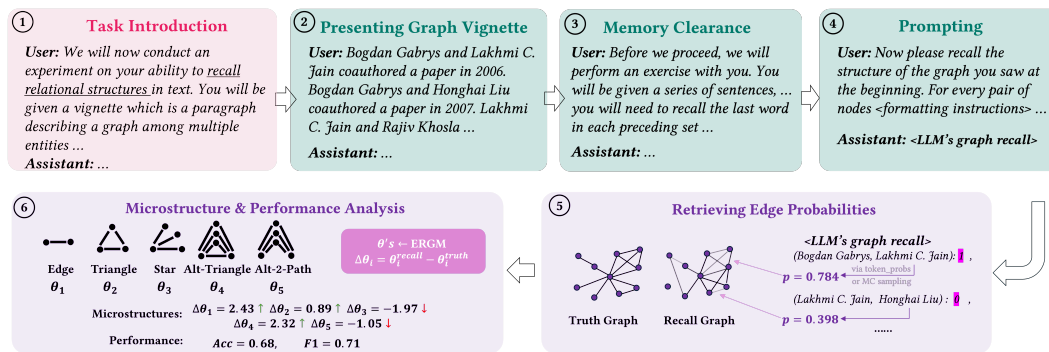 1
Task Introduction
User: We will now conduct an
experiment on your ability to recall
relational structures in text. You will be
given a vignette which is a paragraph
describing a graph among multiple
entities ...
Assistant: ...
2
Presenting Graph Vignette
User: Bogdan Gabrys and Lakhmi C.
Jain coauthored a paper in 2006.
Bogdan Gabrys and Honghai Liu
coauthored a paper in 2007. Lakhmi
C. Jain and Rajiv Khosla ...
Assistant: ...
3
Memory Clearance
User: Before we proceed, we will
perform an exercise with you. You
will be given a series of sentences, ...
you will need to recall the last word
in each preceding set ...
Assistant: ...
4
Prompting
User: Now please recall the
structure of the graph you saw at
the beginning. For every pair of
nodes <formatting instructions> ...
Assistant: <LLM's graph recall>
5
Retrieving Edge Probabilities
<LLM's graph recall>
(Bogdan Gabrys, Lakhmi C. Jain): 1 ,
p = 0.784
via token_probs
or MC sampling
(Lakhmi C. Jain, Honghai Liu) : 0 ,
p = 0.398
......
Truth Graph
Recall Graph
6
Microstructure & Performance Analysis
Edge Triangle Star Alt-Triangle Alt-2-Path
θ1 θ2 θ3 θ4 θ5
θ's ← ERGM
Δθi = θi^recall − θi^truth
Microstructures: Δθ1 = 2.43 ↑ Δθ2 = 0.89 ↑ Δθ3 = −1.97 ↓
Δθ4 = 2.32 ↑ Δθ5 = −1.05 ↓
Performance: Acc = 0.68, F1 = 0.71